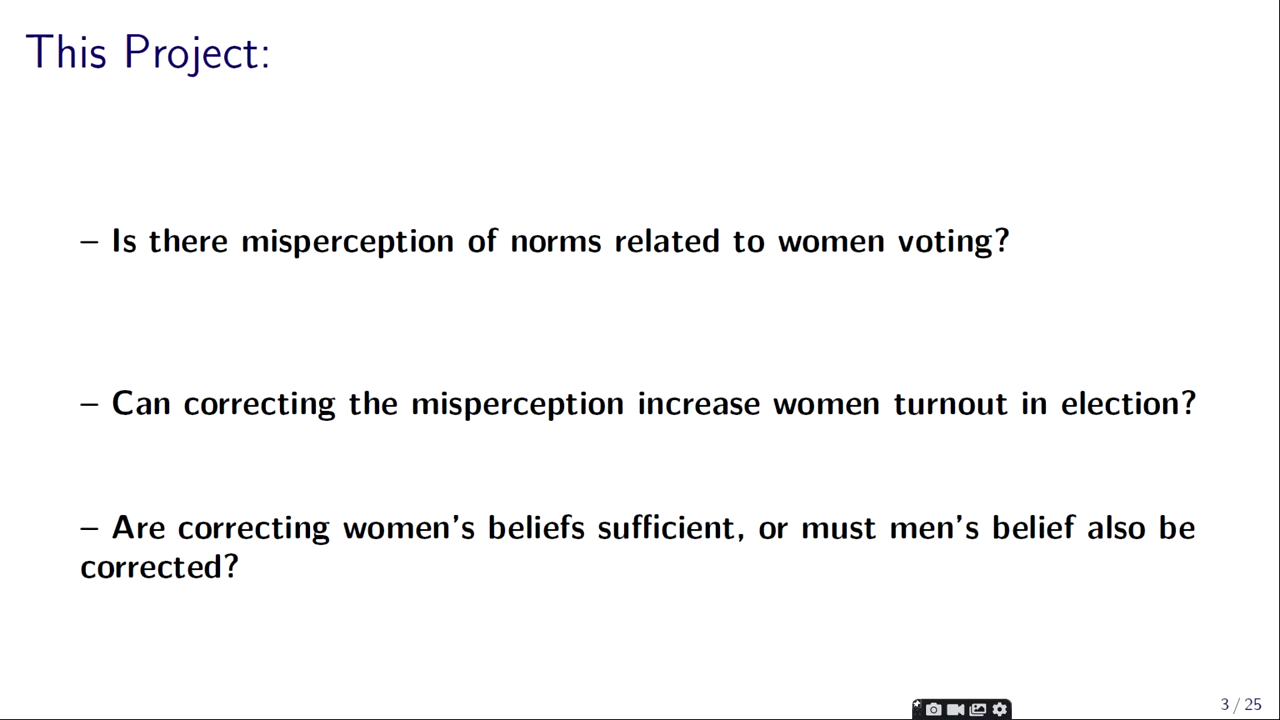 This Project:
– Is there misperception of norms related to women voting?
– Can correcting the misperception increase women turnout in election?
– Are correcting women's beliefs sufficient, or must men's belief also be
corrected?
3 / 25